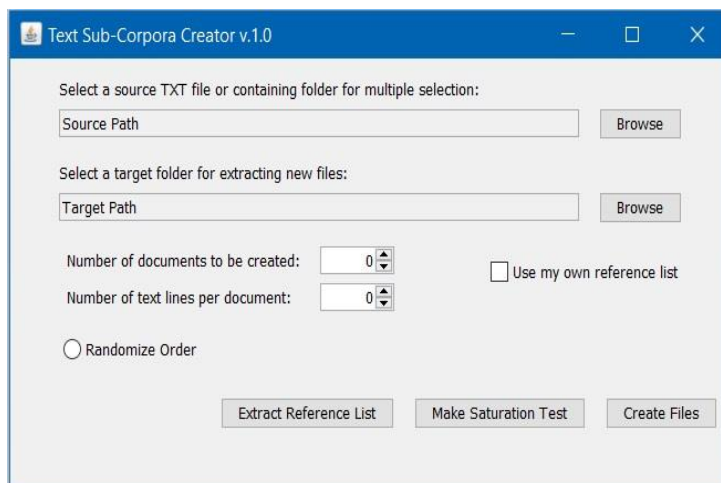 Text Sub-Corpora Creator v.1.0
Select a source TXT file or containing folder for multiple selection:
Source Path Browse
Select a target folder for extracting new files:
Target Path Browse
Number of documents to be created: 0
Use my own reference list
Number of text lines per document: 0
Randomize Order
Extract Reference List Make Saturation Test Create Files